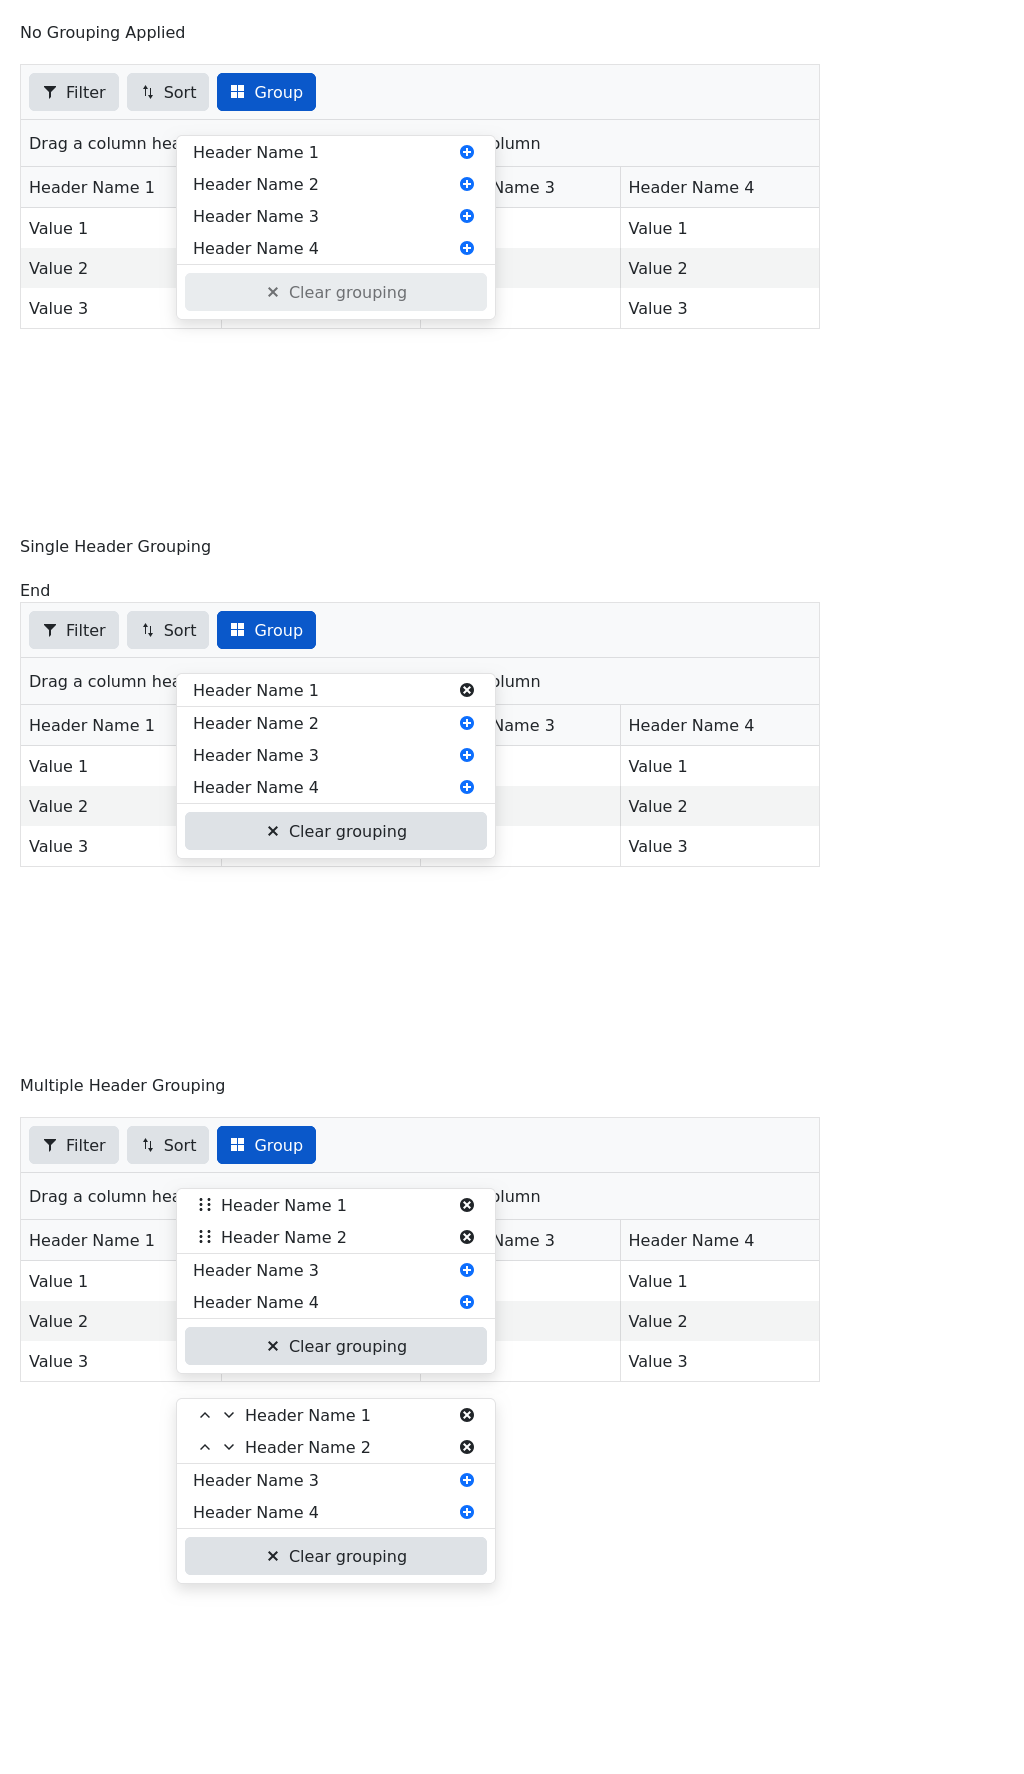 No Grouping Applied
Filter Sort Group
Drag a column
Header Name 1
Header Name 2
Header Name 3
Header Name 4
Clear grouping
Header Name 1 Name 3 Header Name 4
Value 1 Value 1
Value 2 Value 2
Value 3 Value 3
Single Header Grouping
End
Filter Sort Group
Drag a column
Header Name 1
Header Name 2
Header Name 3
Header Name 4
Clear grouping
Header Name 1 Name 3 Header Name 4
Value 1 Value 1
Value 2 Value 2
Value 3 Value 3
Multiple Header Grouping
Filter Sort Group
Drag a column
Header Name 1
Header Name 2
Header Name 3
Header Name 4
Clear grouping
Header Name 1 Name 3 Header Name 4
Value 1 Value 1
Value 2 Value 2
Value 3 Value 3
Header Name 1
Header Name 2
Header Name 3
Header Name 4
Clear grouping